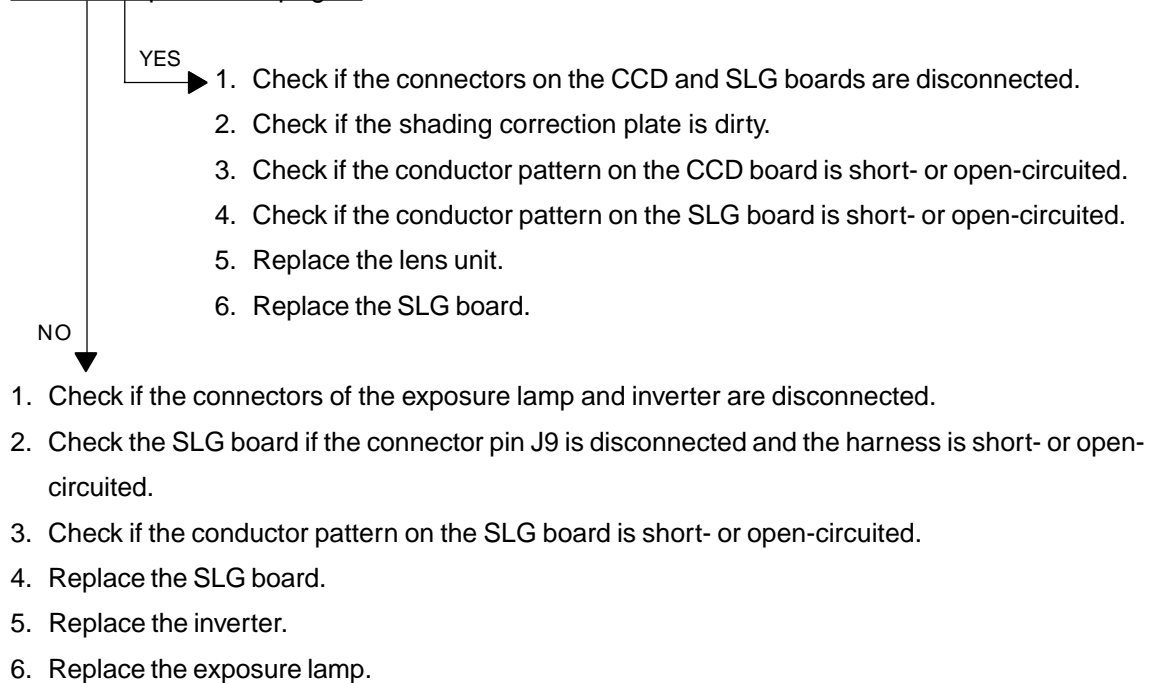 YES
1. Check if the connectors on the CCD and SLG boards are disconnected.
2. Check if the shading correction plate is dirty.
3. Check if the conductor pattern on the CCD board is short- or open-circuited.
4. Check if the conductor pattern on the SLG board is short- or open-circuited.
5. Replace the lens unit.
6. Replace the SLG board.
NO
1. Check if the connectors of the exposure lamp and inverter are disconnected.
2. Check the SLG board if the connector pin J9 is disconnected and the harness is short- or open-
circuited.
3. Check if the conductor pattern on the SLG board is short- or open-circuited.
4. Replace the SLG board.
5. Replace the inverter.
6. Replace the exposure lamp.